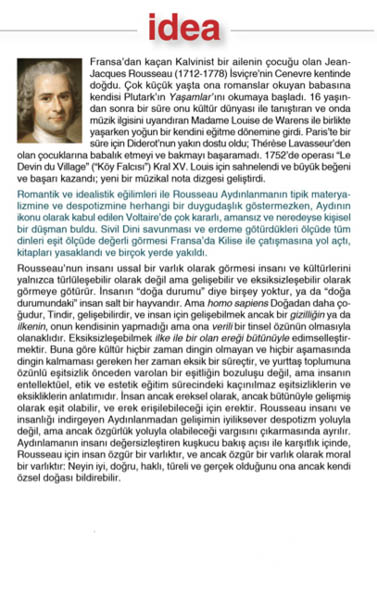 idea
Fransa'dan kaçan Kalvinist bir ailenin çocuğu olan Jean-
Jacques Rousseau (1712-1778) İsviçre'nin Cenevre kentinde
doğdu. Çok küçük yaşta ona romanslar okuyan babasına
kendisi Plutark'ın Yaşamlar'ını okumaya başladı. 16 yaşın-
dan sonra bir süre onu kültür dünyası ile tanıştıran ve onda
müzik ilgisini uyandıran Madame Louise de Warens ile birlikte
yaşarken yoğun bir kendini eğitme dönemine girdi. Paris'te bir
süre için Diderot'nun yakın dostu oldu; Thérèse Lavasseur'den
olan çocuklarına babalık etmeyi ve bakmayı başaramadı. 1752'de operası “Le
Devin du Village” (“Köy Falcısı”) Kral XV. Louis için sahnelendi ve büyük beğeni
ve başarı kazandı; yeni bir müzikal nota dizgesi geliştirdi.
Romantik ve idealistik eğilimleri ile Rousseau Aydınlanmanın tipik materya-
lizmine ve despotizmine herhangi bir duygudaşlık göstermezken, Aydının
ikonu olarak kabul edilen Voltaire'de çok kararlı, amansız ve neredeyse kişisel
bir düşman buldu. Sivil Dini savunması ve erdeme götürdükleri ölçüde tüm
dinleri eşit ölçüde değerli görmesi Fransa'da Kilise ile çatışmasına yol açtı,
kitapları yasaklandı ve birçok yerde yakıldı.
Rousseau'nun insanı ussal bir varlık olarak görmesi insanı ve kültürlerini
yalnızca türlüleşebilir olarak değil ama gelişebilir ve eksiksizleşebilir olarak
görmeye götürür. İnsanın “doğa durumu” diye birşey yoktur, ya da “doğa
durumundaki” insan salt bir hayvandır. Ama homo sapiens Doğadan daha ço-
ğudur, Tindir, gelişebilirdir, ve insan için gelişebilmek ancak bir gizilliğin ya da
ilkenin, onun kendisinin yapmadığı ama ona verili bir tinsel özünün olmasıyla
olanaklıdır. Eksiksizleşebilmek ilke ile bir olan ereği bütünüyle edimselleştir-
mektir. Buna göre kültür hiçbir zaman dingin olmayan ve hiçbir aşamasında
dingin kalmaması gereken her zaman eksik bir süreçtir, ve yurttaş toplumuna
özünlü eşitsizlik önceden varolan bir eşitliğin bozuluşu değil, ama insanın
entellektüel, etik ve estetik eğitim sürecindeki kaçınılmaz eşitsizliklerin ve
eksikliklerin anlatımıdır. İnsan ancak ereksel olarak, ancak bütünüyle gelişmiş
olarak eşit olabilir, ve erek erişilebileceği için erektir. Rousseau insanı ve
insanlığı indirgeyen Aydınlanmadan gelişimin iyiliksever despotizm yoluyla
değil, ama ancak özgürlük yoluyla olabileceği vargısını çıkarmasında ayrılır.
Aydınlamanın insanı değersizleştiren kuşkucu bakış açısı ile karşıtlık içinde,
Rousseau için insan özgür bir varlıktır, ve ancak özgür bir varlık olarak moral
bir varlıktır: Neyin iyi, doğru, haklı, türeli ve gerçek olduğunu ona ancak kendi
özsel doğası bildirebilir.